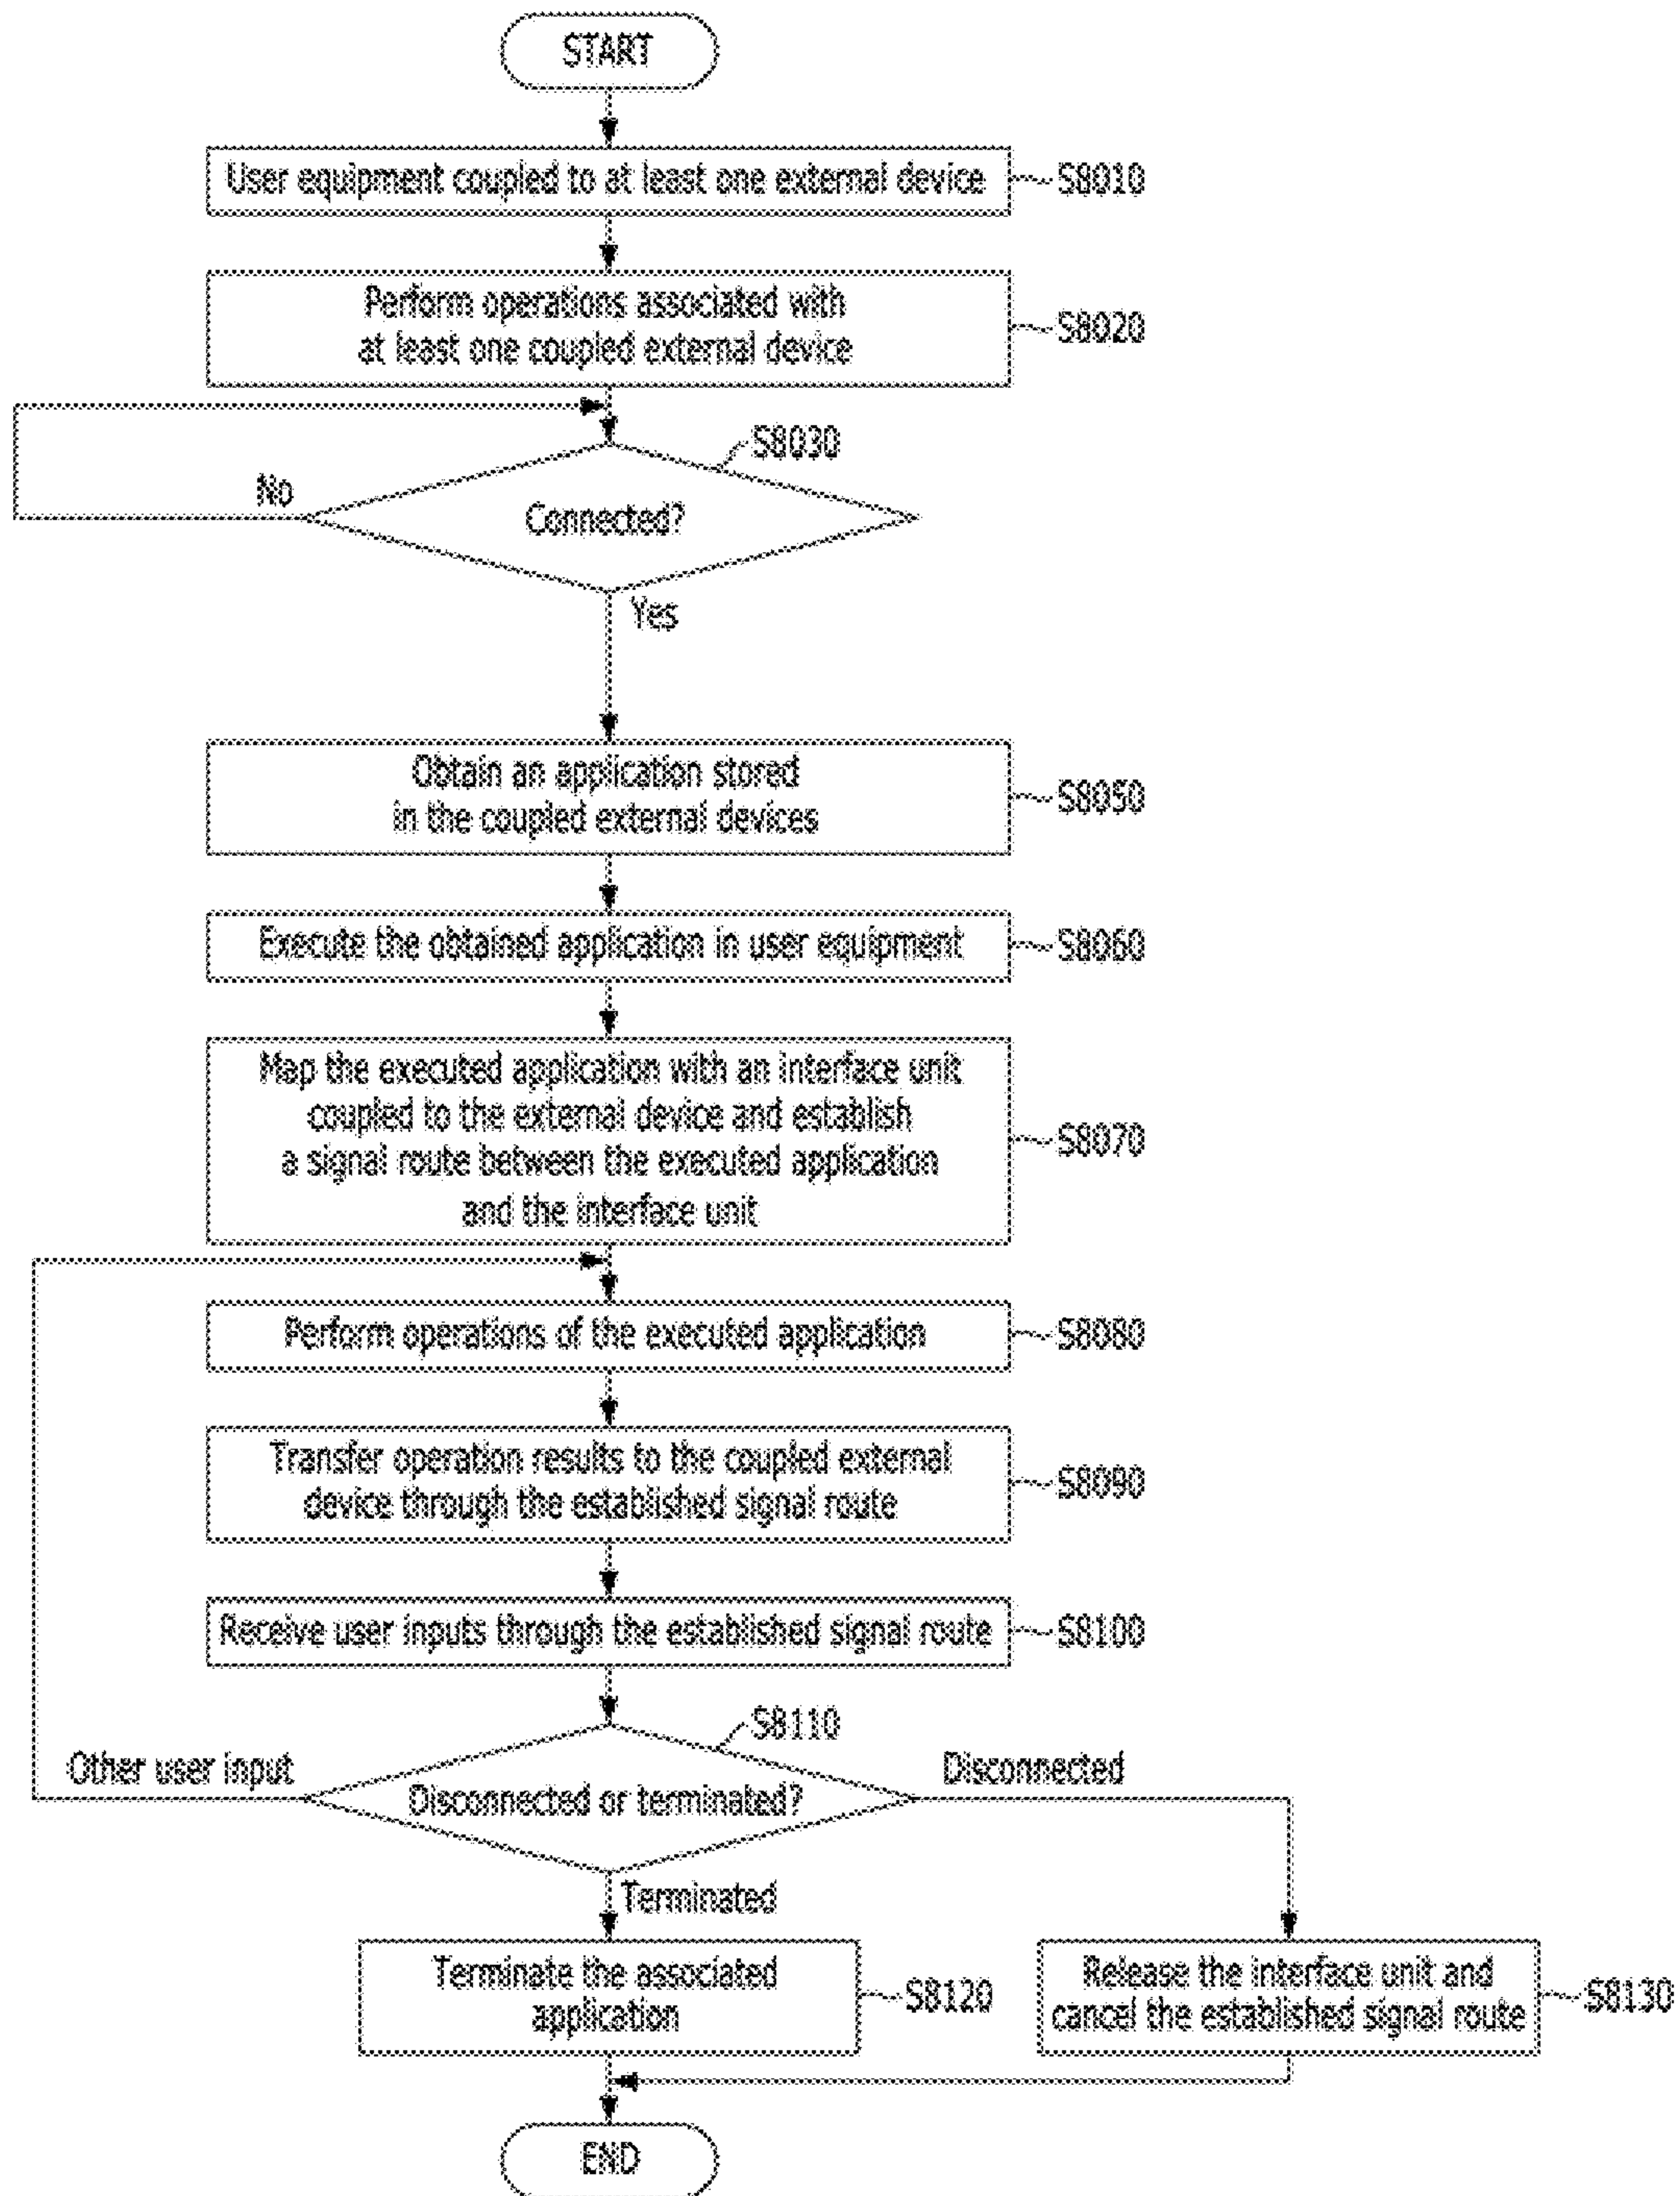 START
User equipment coupled to at least one external device
S8010
Perform operations associated with
at least one coupled external device
S8020
S8030
No
Connected?
Yes
Obtain an application stored
in the coupled external devices
S8050
Execute the obtained application in user equipment
S8060
Map the executed application with an interface unit
coupled to the external device and establish
a signal route between the executed application
and the interface unit
S8070
Perform operations of the executed application
S8080
Transfer operation results to the coupled external
device through the established signal route
S8090
Receive user inputs through the established signal route
S8100
S8110
Other user input
Disconnected or terminated?
Disconnected
Terminated
Terminate the associated
application
S8120
Release the interface unit and
cancel the established signal route
S8130
END